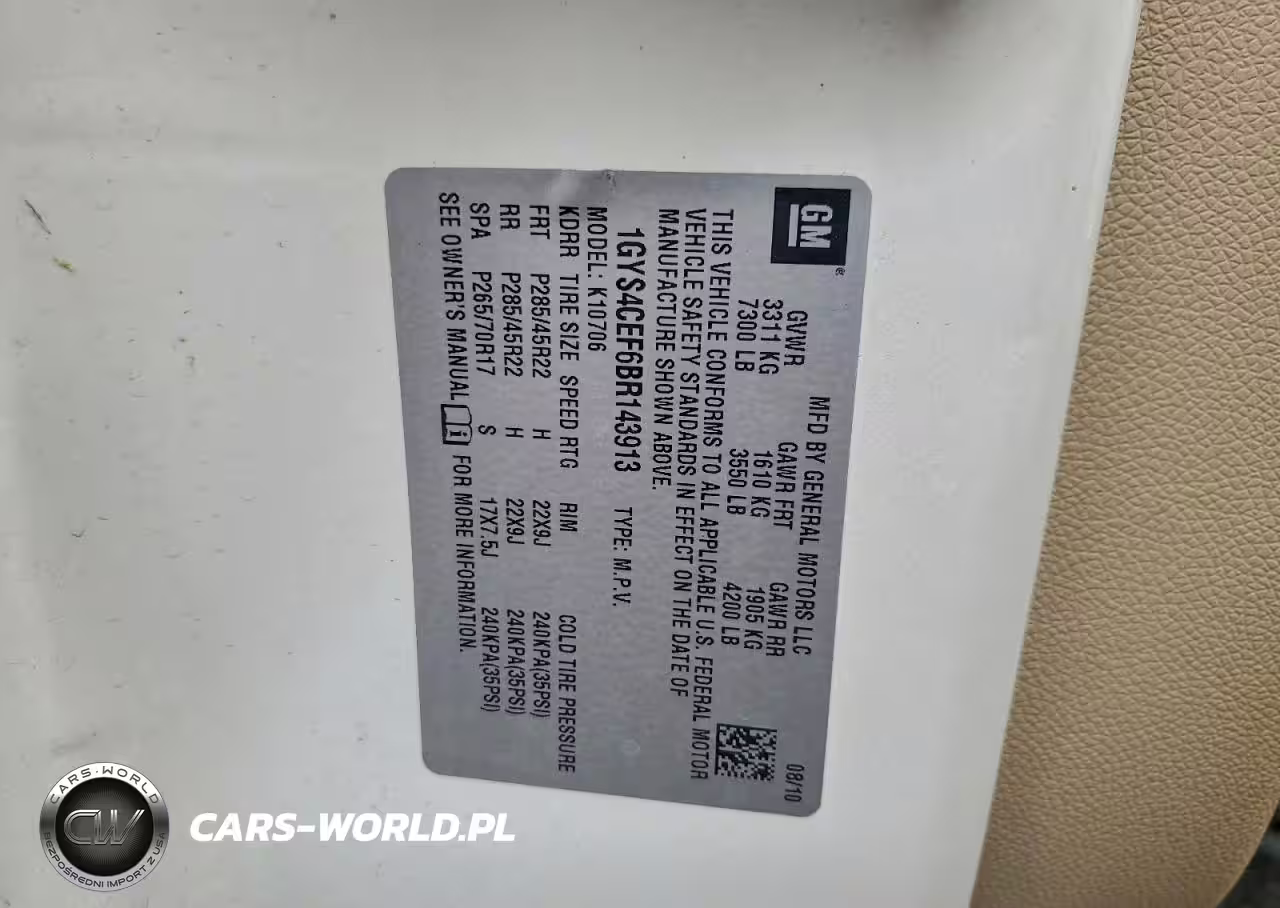 GM
®
MFD BY GENERAL MOTORS LLC
08/10
GVWR GAWR FRT GAWR RR
3311 KG 1610 KG 1905 KG
7300 LB 3550 LB 4200 LB
THIS VEHICLE CONFORMS TO ALL APPLICABLE U.S. FEDERAL MOTOR
VEHICLE SAFETY STANDARDS IN EFFECT ON THE DATE OF
MANUFACTURE SHOWN ABOVE.
1GYS4CEF6BR143913 TYPE: M.P.V.
MODEL: K10706
KDRR TIRE SIZE SPEED RTG RIM COLD TIRE PRESSURE
FRT P285/45R22 H 22X9J 240KPA(35PSI)
RR P285/45R22 H 22X9J 240KPA(35PSI)
SPA P265/70R17 S 17X7.5J 240KPA(35PSI)
SEE OWNER'S MANUAL FOR MORE INFORMATION.
CARS-WORLD
CW
BEZPOŚREDNI IMPORT Z USA
CARS-WORLD.PL